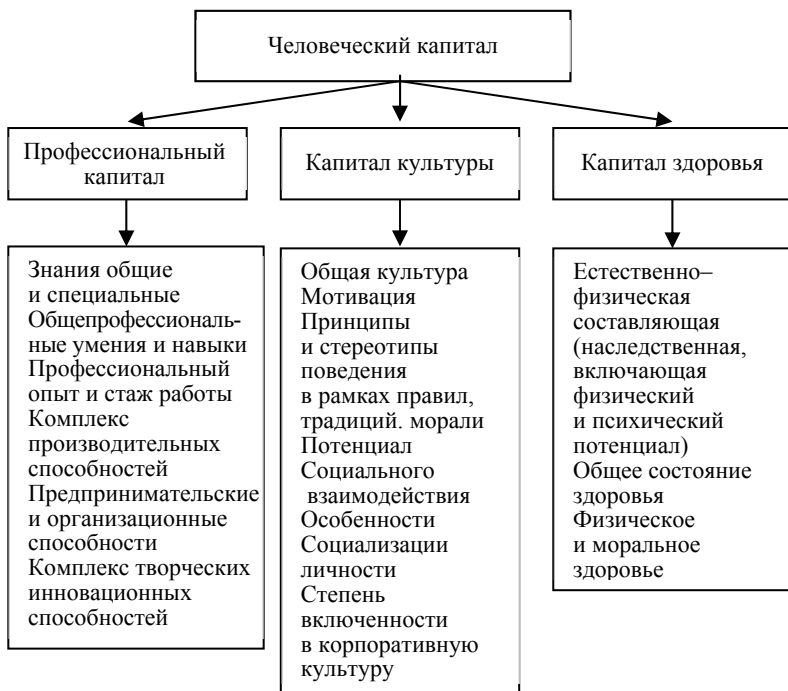 Человеческий капитал
Профессиональный
капитал
Капитал культуры
Капитал здоровья
Знания общие
и специальные
Общепрофессиональ-
ные умения и навыки
Профессиональный
опыт и стаж работы
Комплекс
производительных
способностей
Предпринимательские
и организационные
способности
Комплекс творческих
инновационных
способностей
Общая культура
Мотивация
Принципы
и стереотипы
поведения
в рамках правил,
традиций. морали
Потенциал
Социального
взаимодействия
Особенности
Социализации
личности
Степень
включенности
в корпоративную
культуру
Естественно–
физическая
составляющая
(наследственная,
включающая
физический
и психический
потенциал)
Общее состояние
здоровья
Физическое
и моральное
здоровье